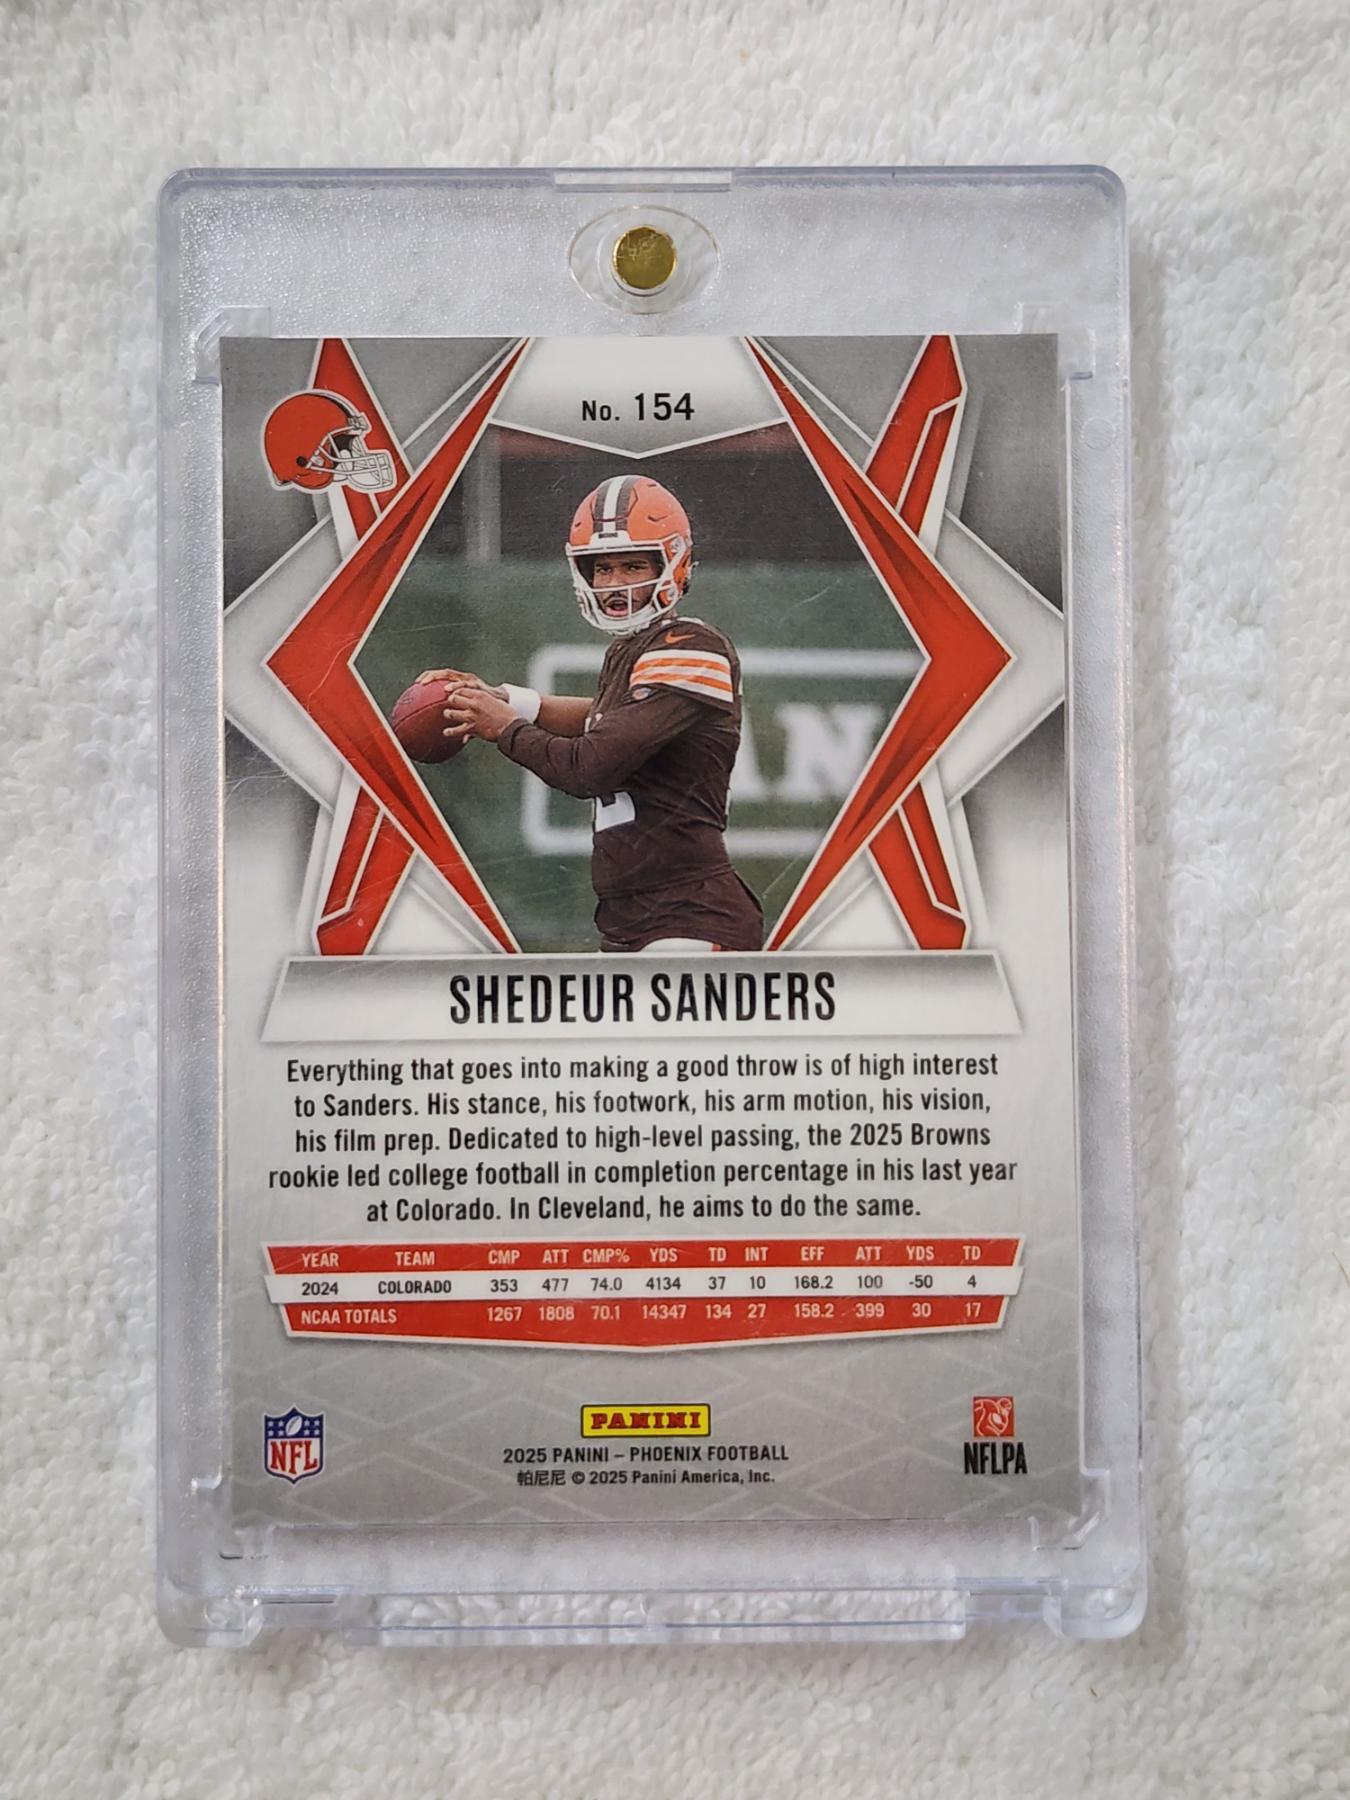 No. 154
BROWNS
AN
2
SHEDEUR SANDERS
Everything that goes into making a good throw is of high interest
to Sanders. His stance, his footwork, his arm motion, his vision,
his film prep. Dedicated to high-level passing, the 2025 Browns
rookie led college football in completion percentage in his last year
at Colorado. In Cleveland, he aims to do the same.
YEAR TEAM CMP ATT CMP% YDS TD INT EFF ATT YDS TD
2024 COLORADO 353 477 74.0 4134 37 10 168.2 100 -50 4
NCAA TOTALS 1267 1808 70.1 14347 134 27 158.2 399 30 17
NFL
PANINI
NFLPA
2025 PANINI – PHOENIX FOOTBALL
帕尼尼 © 2025 Panini America, Inc.